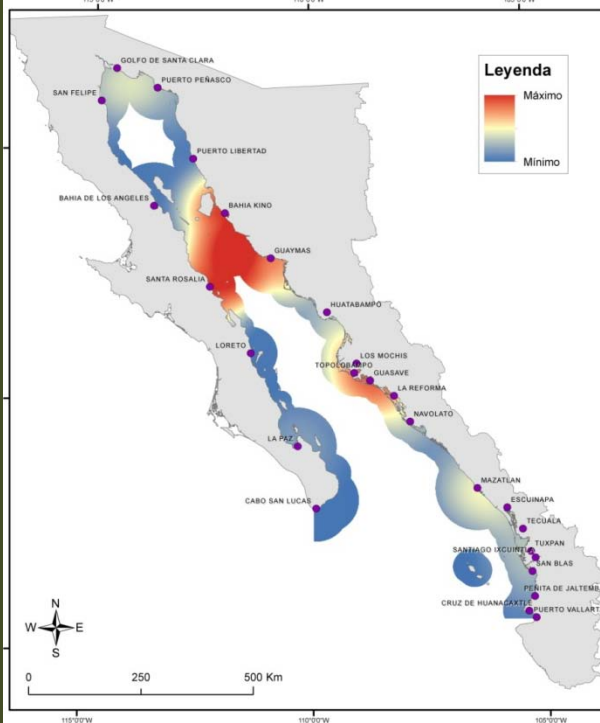 GOLFO DE SANTA CLARA
PUERTO PEÑASCO
SAN FELIPE
Leyenda
Máximo
Mínimo
PUERTO LIBERTAD
BAHIA DE LOS ANGELES
BAHIA KINO
GUAYMAS
SANTA ROSALIA
HUATABAMPO
LORETO
LOS MOCHIS
TOPOLOBAMPO
GUASAVE
LA REFORMA
NAVOLATO
LA PAZ
MAZATLAN
CABO SAN LUCAS
ESCUINAPA
TECUALA
TUXPAN
SANTIAGO IXCUINTLA
SAN BLAS
PEÑITA DE JALTEMB
CRUZ DE HUANACAXTLE
PUERTO VALLART
N
W
E
S
0
250
500 Km
115°0'0"W
110°0'0"W
105°0'0"W